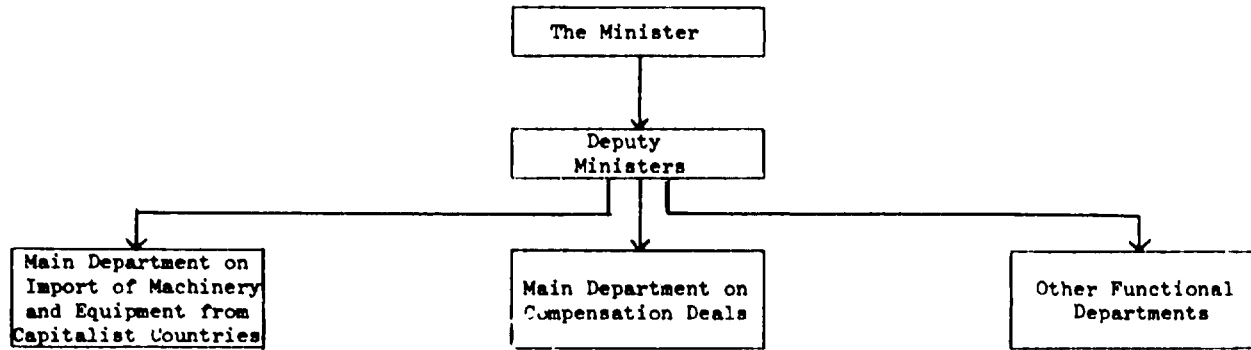 The Minister
Deputy
Ministers
Main Department on
Import of Machinery
and Equipment from
Capitalist Countries
Main Department on
Compensation Deals
Other Functional
Departments